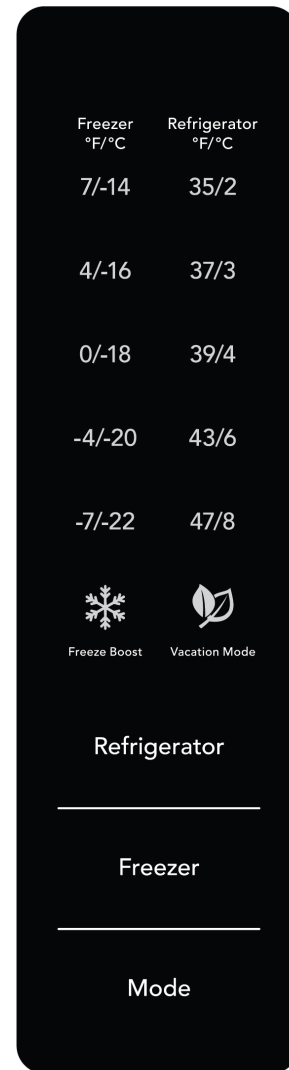 Freezer Refrigerator
°F/°C °F/°C
7/-14 35/2
4/-16 37/3
0/-18 39/4
-4/-20 43/6
-7/-22 47/8
Freeze Boost Vacation Mode
Refrigerator
Freezer
Mode